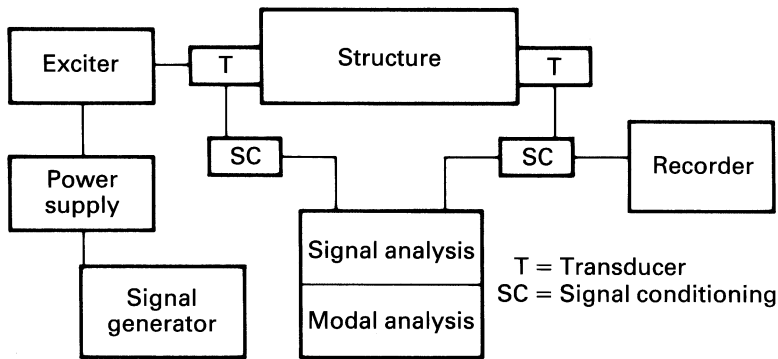 Exciter
T
Structure
T
SC
SC
Recorder
Power
supply
Signal analysis
Modal analysis
Signal
generator
T = Transducer
SC = Signal conditioning